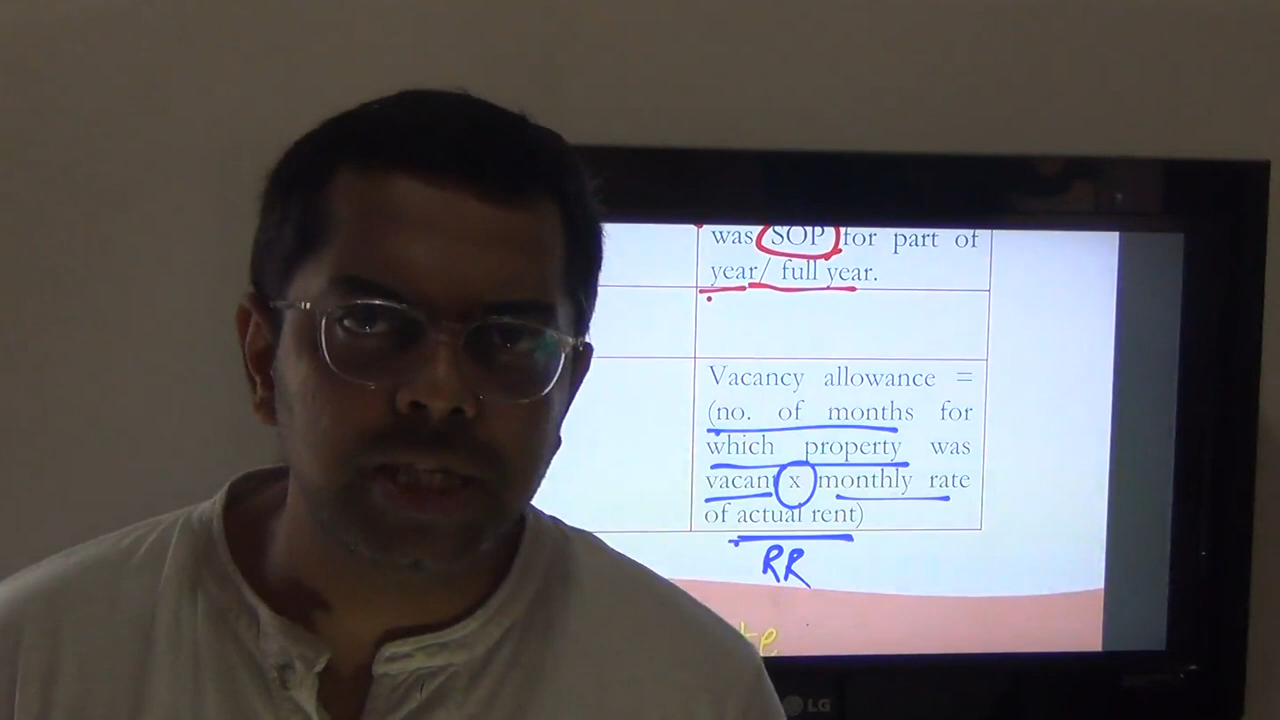 was SOP for part of
year/ full year.
Vacancy allowance =
(no. of months for
which property was
vacant x monthly rate
of actual rent)
RR
LG